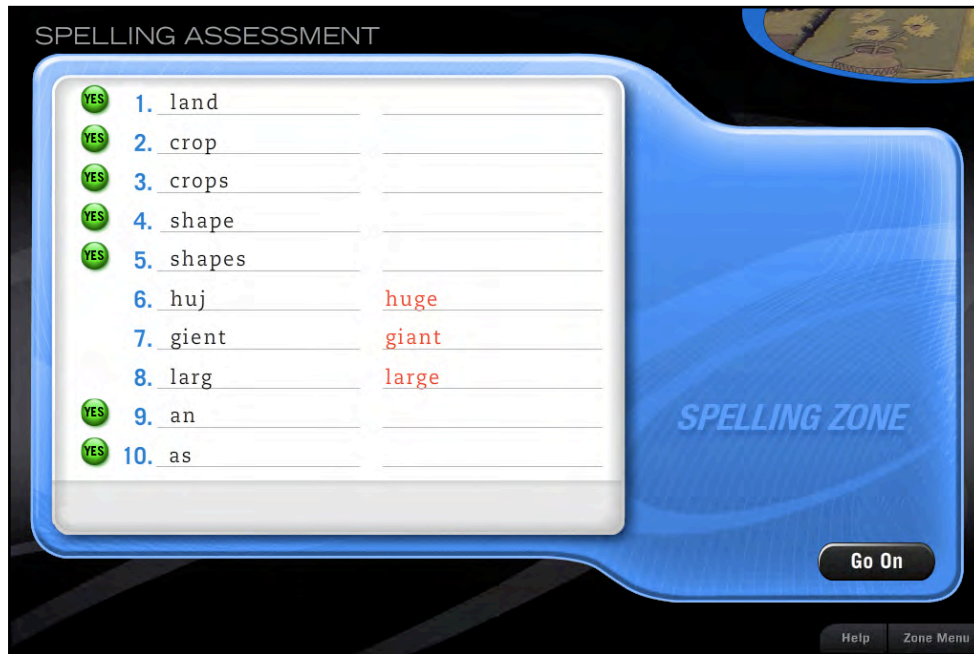 SPELLING ASSESSMENT
YES 1. land
YES 2. crop
YES 3. crops
YES 4. shape
YES 5. shapes
6. huj huge
7. gient giant
8. larg large
YES 9. an
YES 10. as
SPELLING ZONE
Go On
Help Zone Menu